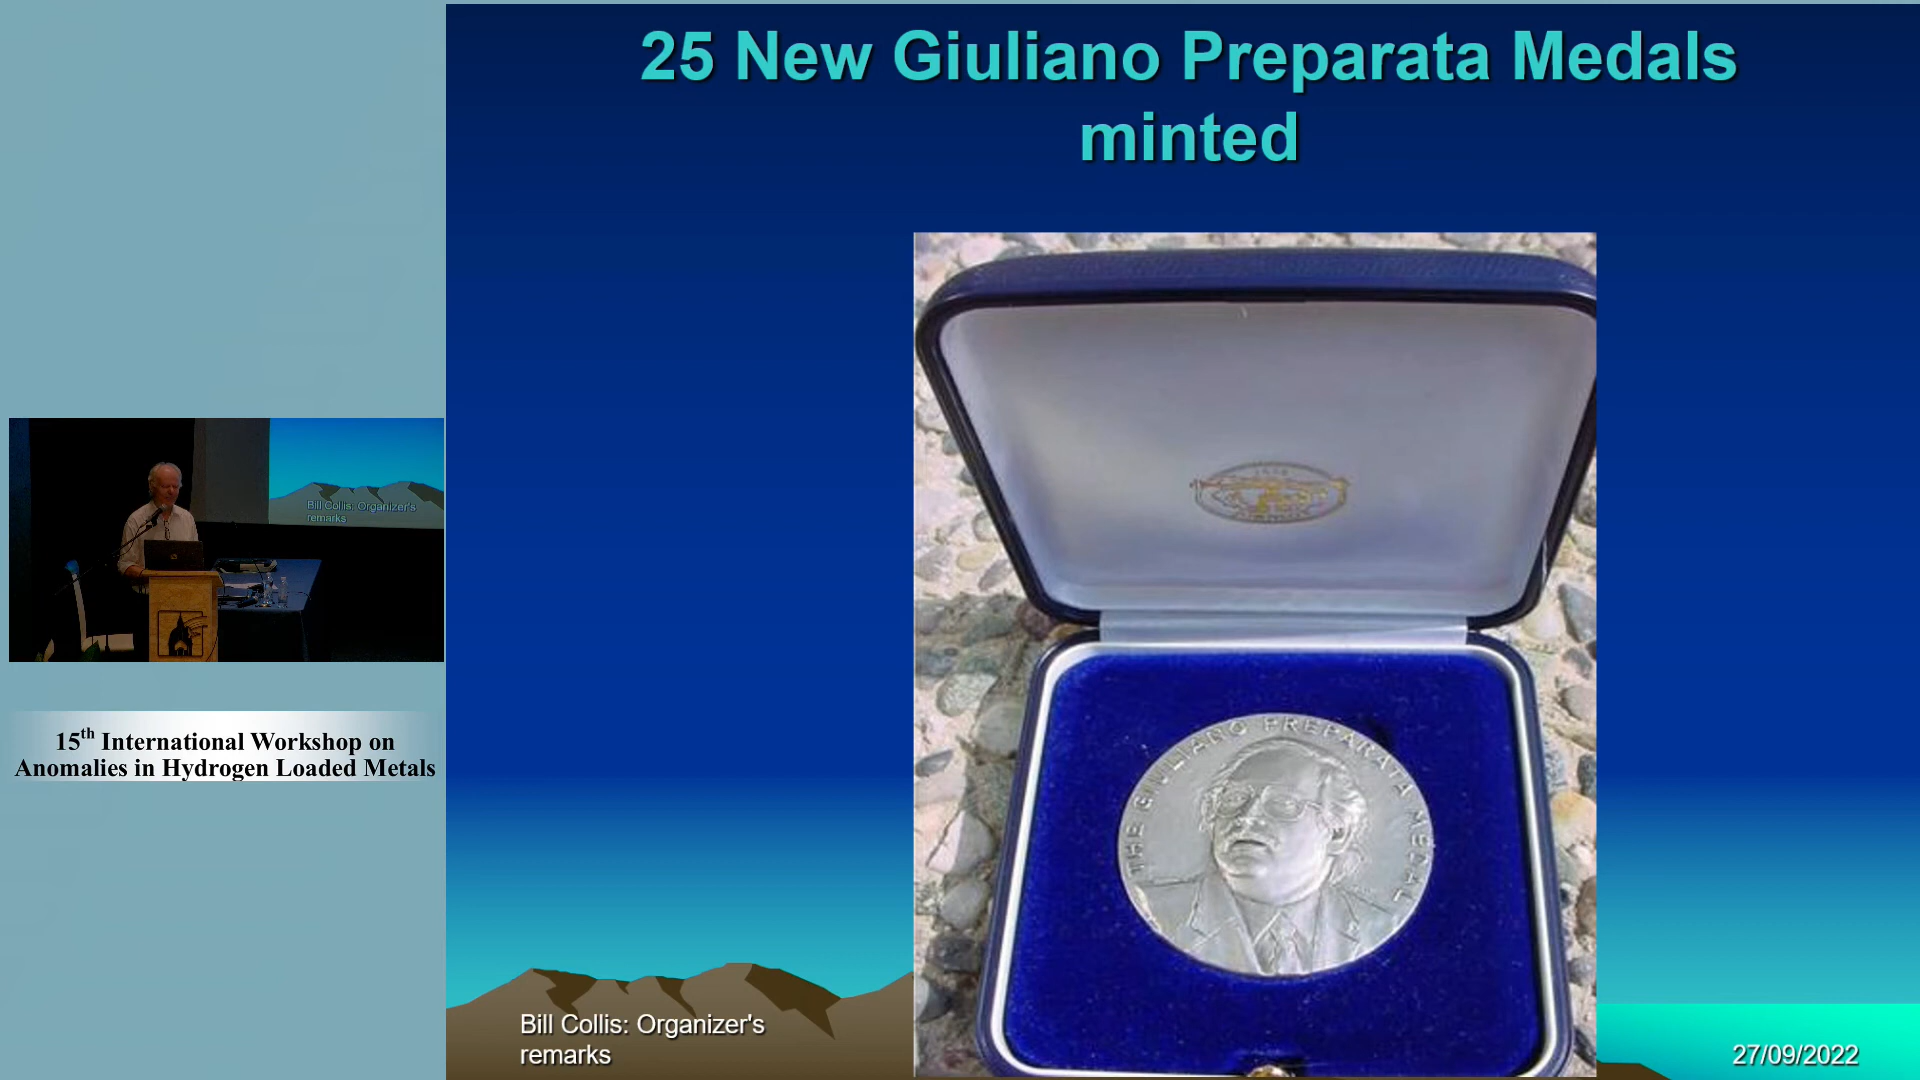 25 New Giuliano Preparata Medals
minted
Bill Collis: Organizer's
remarks
15th International Workshop on
Anomalies in Hydrogen Loaded Metals
THE GIULIANO PREPARATA MEDAL
Bill Collis: Organizer's
remarks
27/09/2022